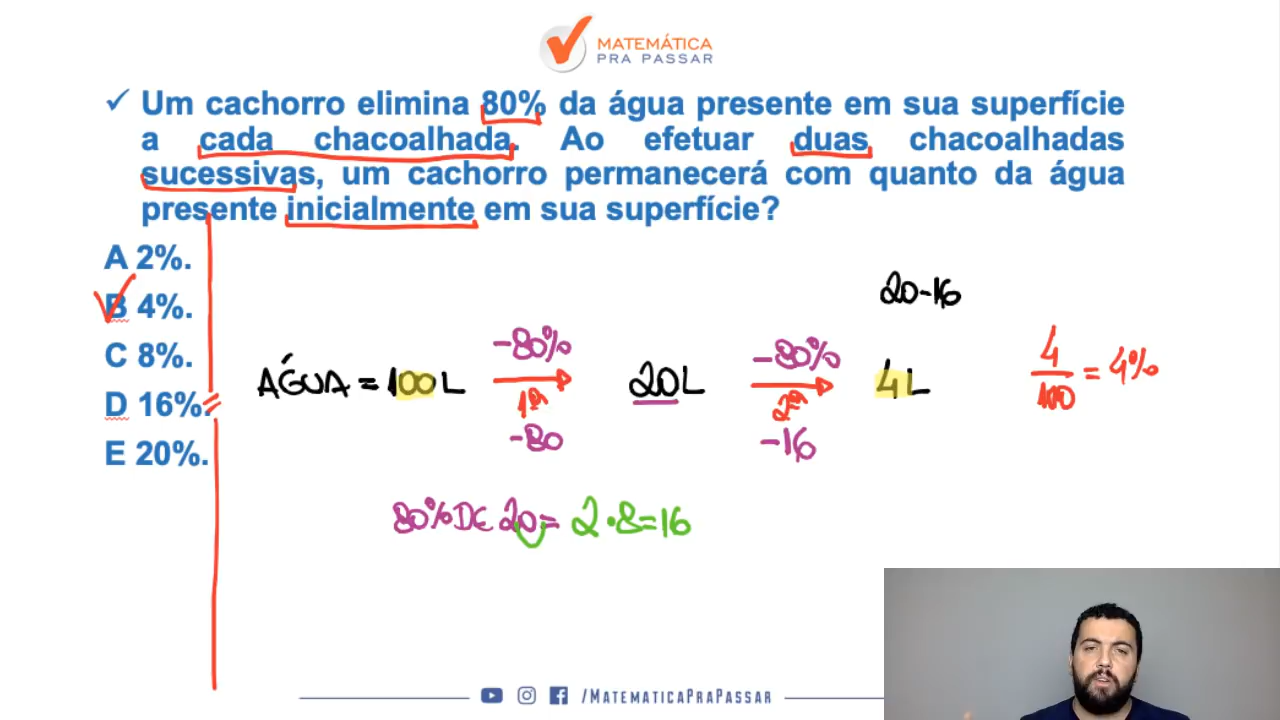 MATEMÁTICA
PRA PASSAR
✓ Um cachorro elimina 80% da água presente em sua superfície
a cada chacoalhada. Ao efetuar duas chacoalhadas
sucessivas, um cachorro permanecerá com quanto da água
presente inicialmente em sua superfície?
A 2%.
B 4%.
C 8%.
D 16%.
E 20%.
20-16
ÁGUA = 100L -80% 1ª -80 20L -80% 2ª -16 4L 4/100 = 4%
80% DE 20 = 2·8=16
/MATEMATICAPRAPASSAR